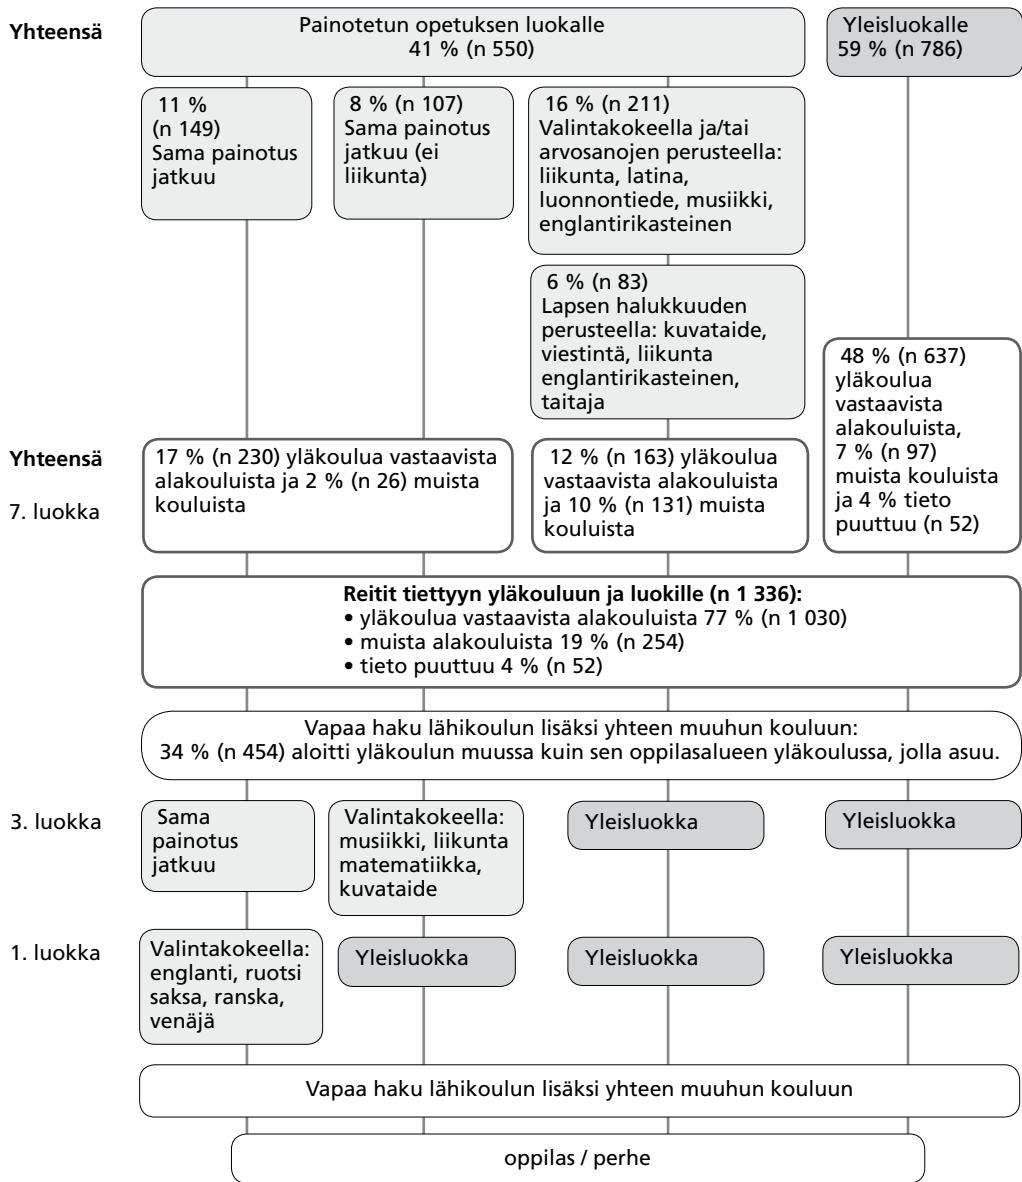 Yhteensä
Painotetun opetuksen luokalle
41 % (n 550)
Yleisluokalle
59 % (n 786)
11 %
(n 149)
Sama painotus
jatkuu
8 % (n 107)
Sama painotus
jatkuu (ei
liikunta)
16 % (n 211)
Valintakokeella ja/tai
arvosanojen perusteella:
liikunta, latina,
luonnontiede, musiikki,
englantirikasteinen
6 % (n 83)
Lapsen halukkuuden
perusteella: kuvataide,
viestintä, liikunta
englantirikasteinen,
taitaja
48 % (n 637)
yläkoulua
vastaavista
alakouluista,
7 % (n 97)
muista kouluista
ja 4 % tieto
puuttuu (n 52)
Yhteensä
7. luokka
17 % (n 230) yläkoulua vastaavista
alakouluista ja 2 % (n 26) muista
kouluista
12 % (n 163) yläkoulua
vastaavista alakouluista
ja 10 % (n 131) muista
kouluista
Reitit tiettyyn yläkouluun ja luokille (n 1 336):
• yläkoulua vastaavista alakouluista 77 % (n 1 030)
• muista alakouluista 19 % (n 254)
• tieto puuttuu 4 % (n 52)
Vapaa haku lähikoulun lisäksi yhteen muuhun kouluun:
34 % (n 454) aloitti yläkoulun muussa kuin sen oppilasalueen yläkoulussa, jolla asuu.
3. luokka
Sama
painotus
jatkuu
Valintakokeella:
musiikki, liikunta
matematiikka,
kuvataide
Yleisluokka
Yleisluokka
1. luokka
Valintakokeella:
englanti, ruotsi
saksa, ranska,
venäjä
Yleisluokka
Yleisluokka
Yleisluokka
Vapaa haku lähikoulun lisäksi yhteen muuhun kouluun
oppilas / perhe